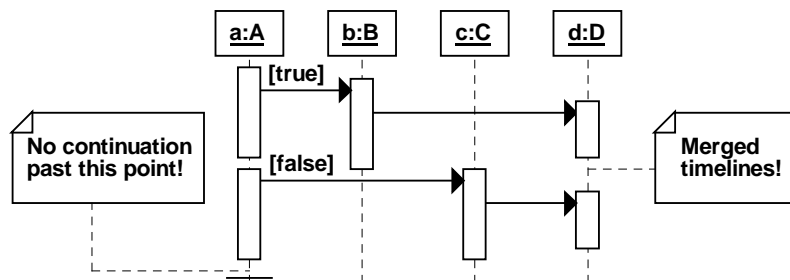 a:A
b:B
c:C
d:D
[true]
No continuation
past this point!
Merged
timelines!
[false]